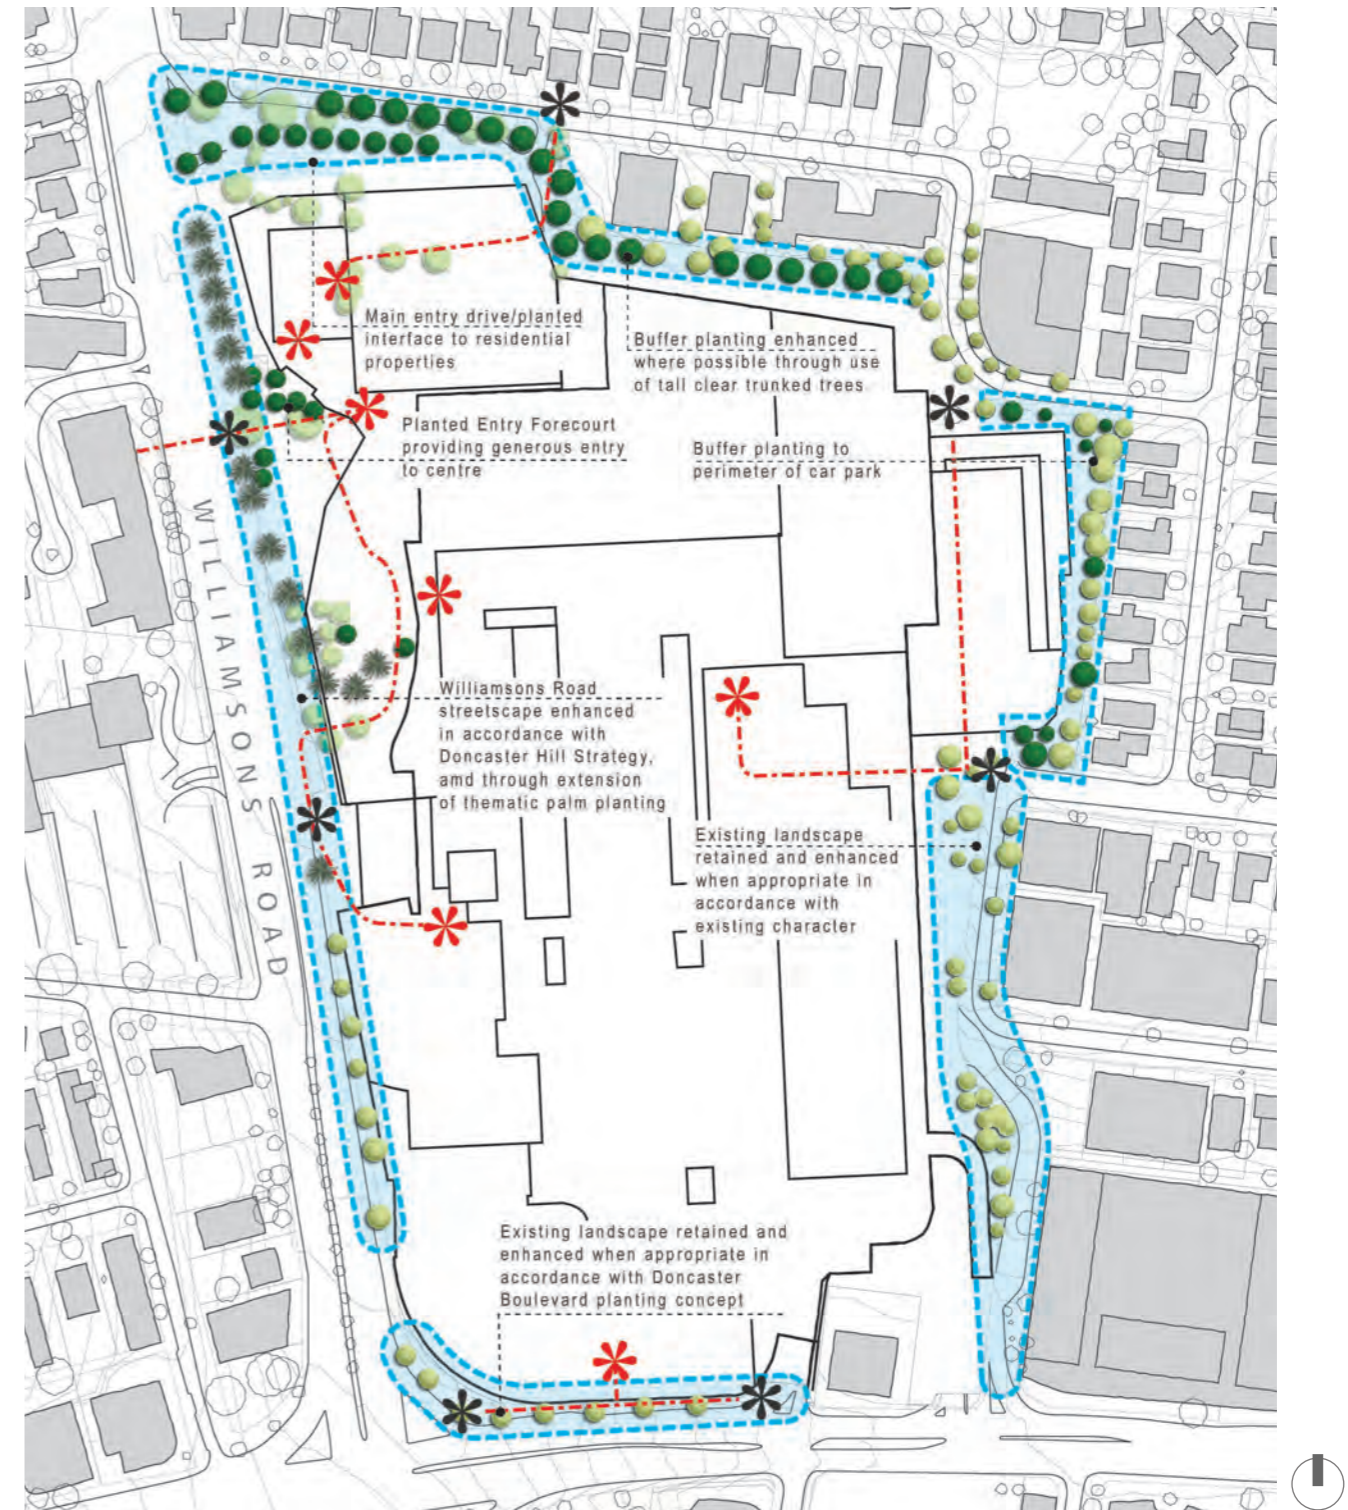 Main entry drive/planted
interface to residential
properties
Buffer planting enhanced
where possible through use
of tall clear trunked trees
Planted Entry Forecourt
providing generous entry
to centre
Buffer planting to
perimeter of car park
WILLIAMSONS ROAD
Williamsons Road
streetscape enhanced
in accordance with
Doncaster Hill Strategy,
amd through extension
of thematic palm planting
Existing landscape
retained and enhanced
when appropriate in
accordance with
existing character
Existing landscape retained and
enhanced when appropriate in
accordance with Doncaster
Boulevard planting concept